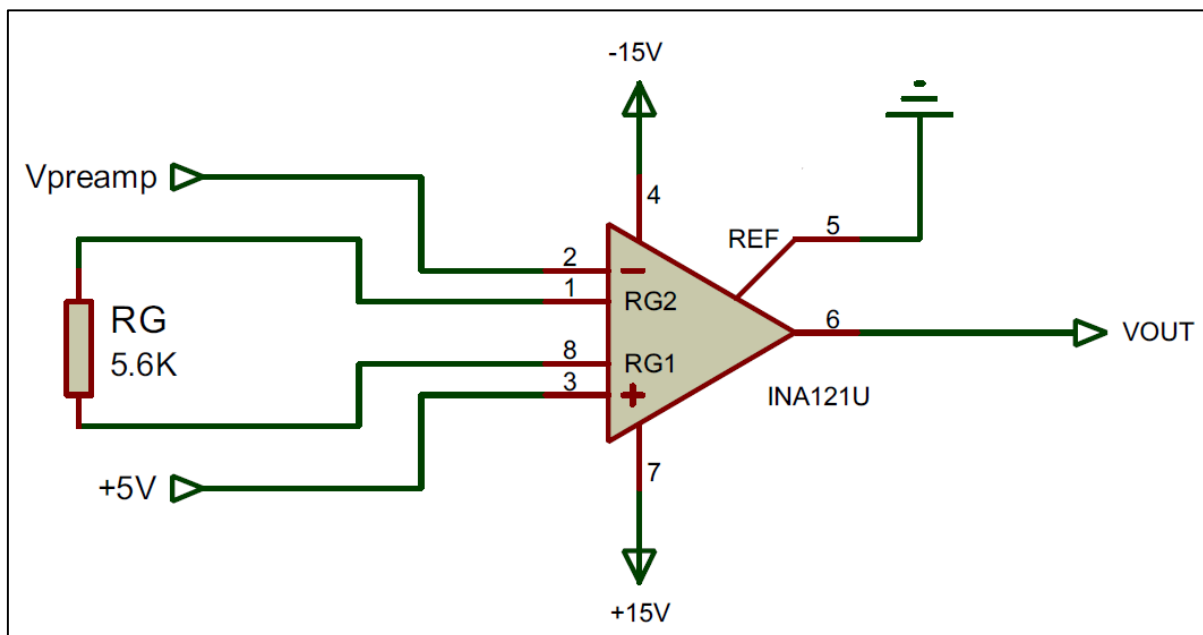 -15V
Vpreamp
4
REF
5
2
1
RG2
RG
5.6K
6
VOUT
8
RG1
3
INA121U
+5V
7
+15V